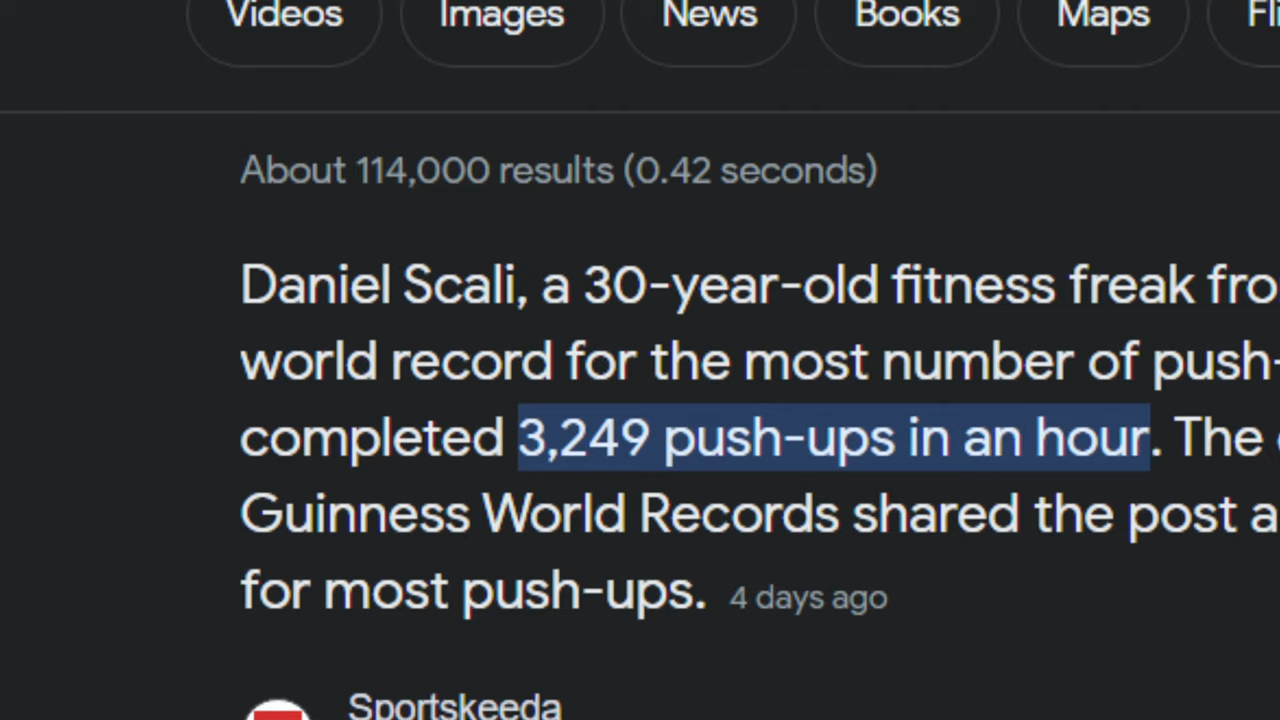 Videos Images News Books Maps
About 114,000 results (0.42 seconds)
Daniel Scali, a 30-year-old fitness freak fro
world record for the most number of push-
completed 3,249 push-ups in an hour. The
Guinness World Records shared the post a
for most push-ups. 4 days ago
Sportskeeda